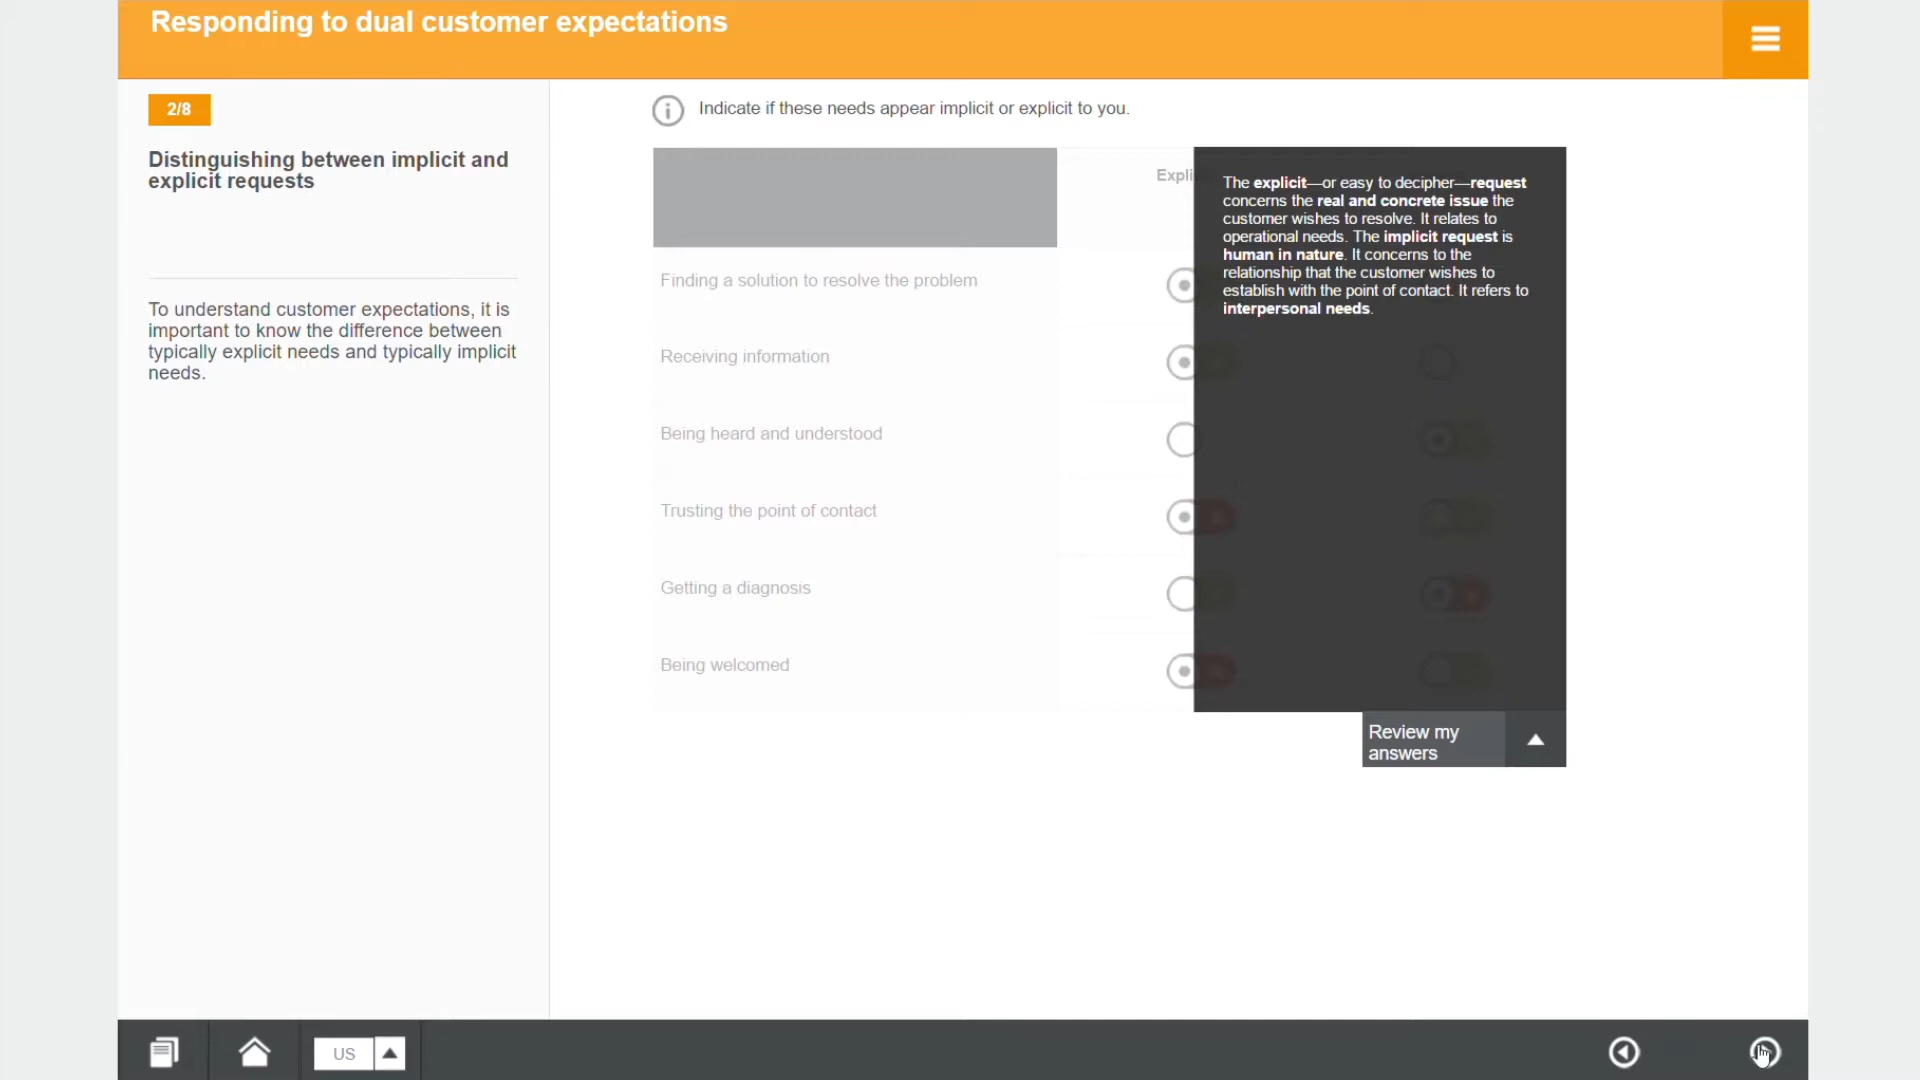 Responding to dual customer expectations
2/8
Distinguishing between implicit and
explicit requests
To understand customer expectations, it is
important to know the difference between
typically explicit needs and typically implicit
needs.
Indicate if these needs appear implicit or explicit to you.
Expli
Finding a solution to resolve the problem
Receiving information
Being heard and understood
Trusting the point of contact
Getting a diagnosis
Being welcomed
The explicit—or easy to decipher—request
concerns the real and concrete issue the
customer wishes to resolve. It relates to
operational needs. The implicit request is
human in nature. It concerns to the
relationship that the customer wishes to
establish with the point of contact. It refers to
interpersonal needs.
Review my
answers
US